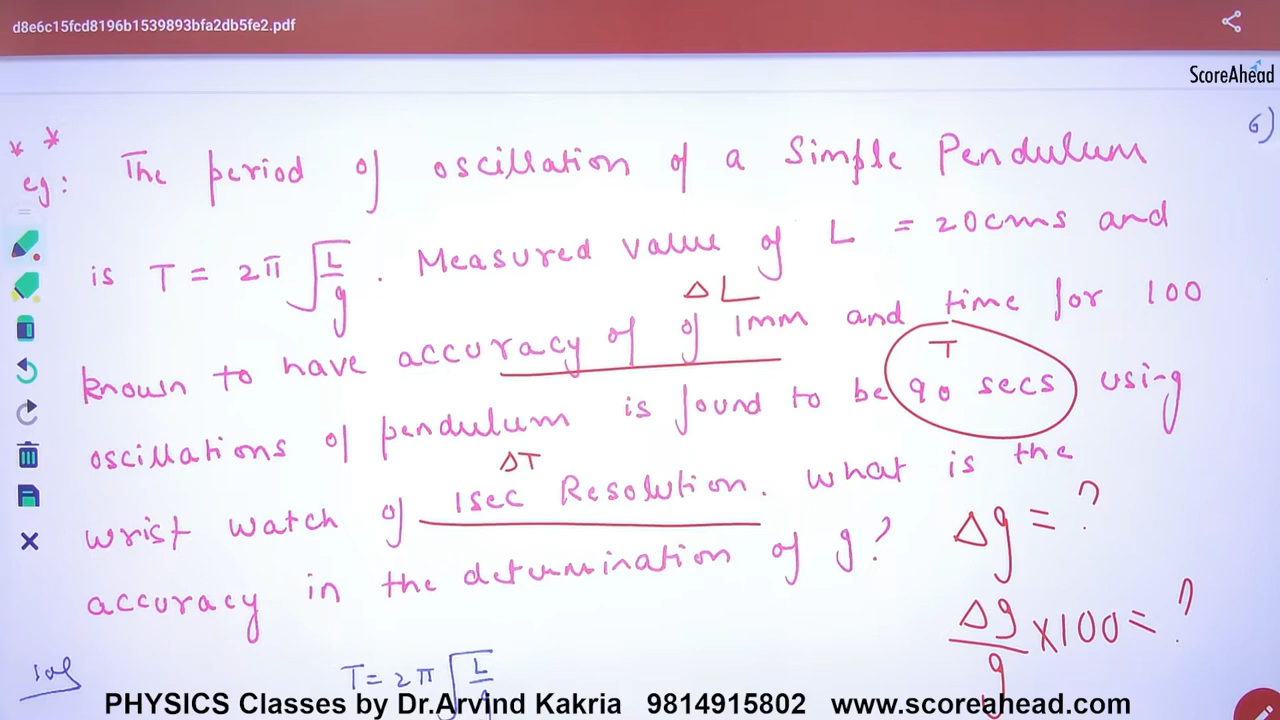 d8e6c15fcd8196b1539893bfa2db5fe2.pdf
ScoreAhead
6)
* *
eg: The period of oscillation of a Simple Pendulum
is T = 2π √L/g . Measured value of L = 20cms and
ΔL
known to have accuracy of of 1mm and time for 100
T
oscillations of pendulum is found to be 90 secs using
ΔT
wrist watch of 1sec Resolution. what is the
Δg = ?
accuracy in the determination of g?
Δg/g ×100 = ?
Sol T = 2π √L/g
PHYSICS Classes by Dr.Arvind Kakria 9814915802 www.scoreahead.com